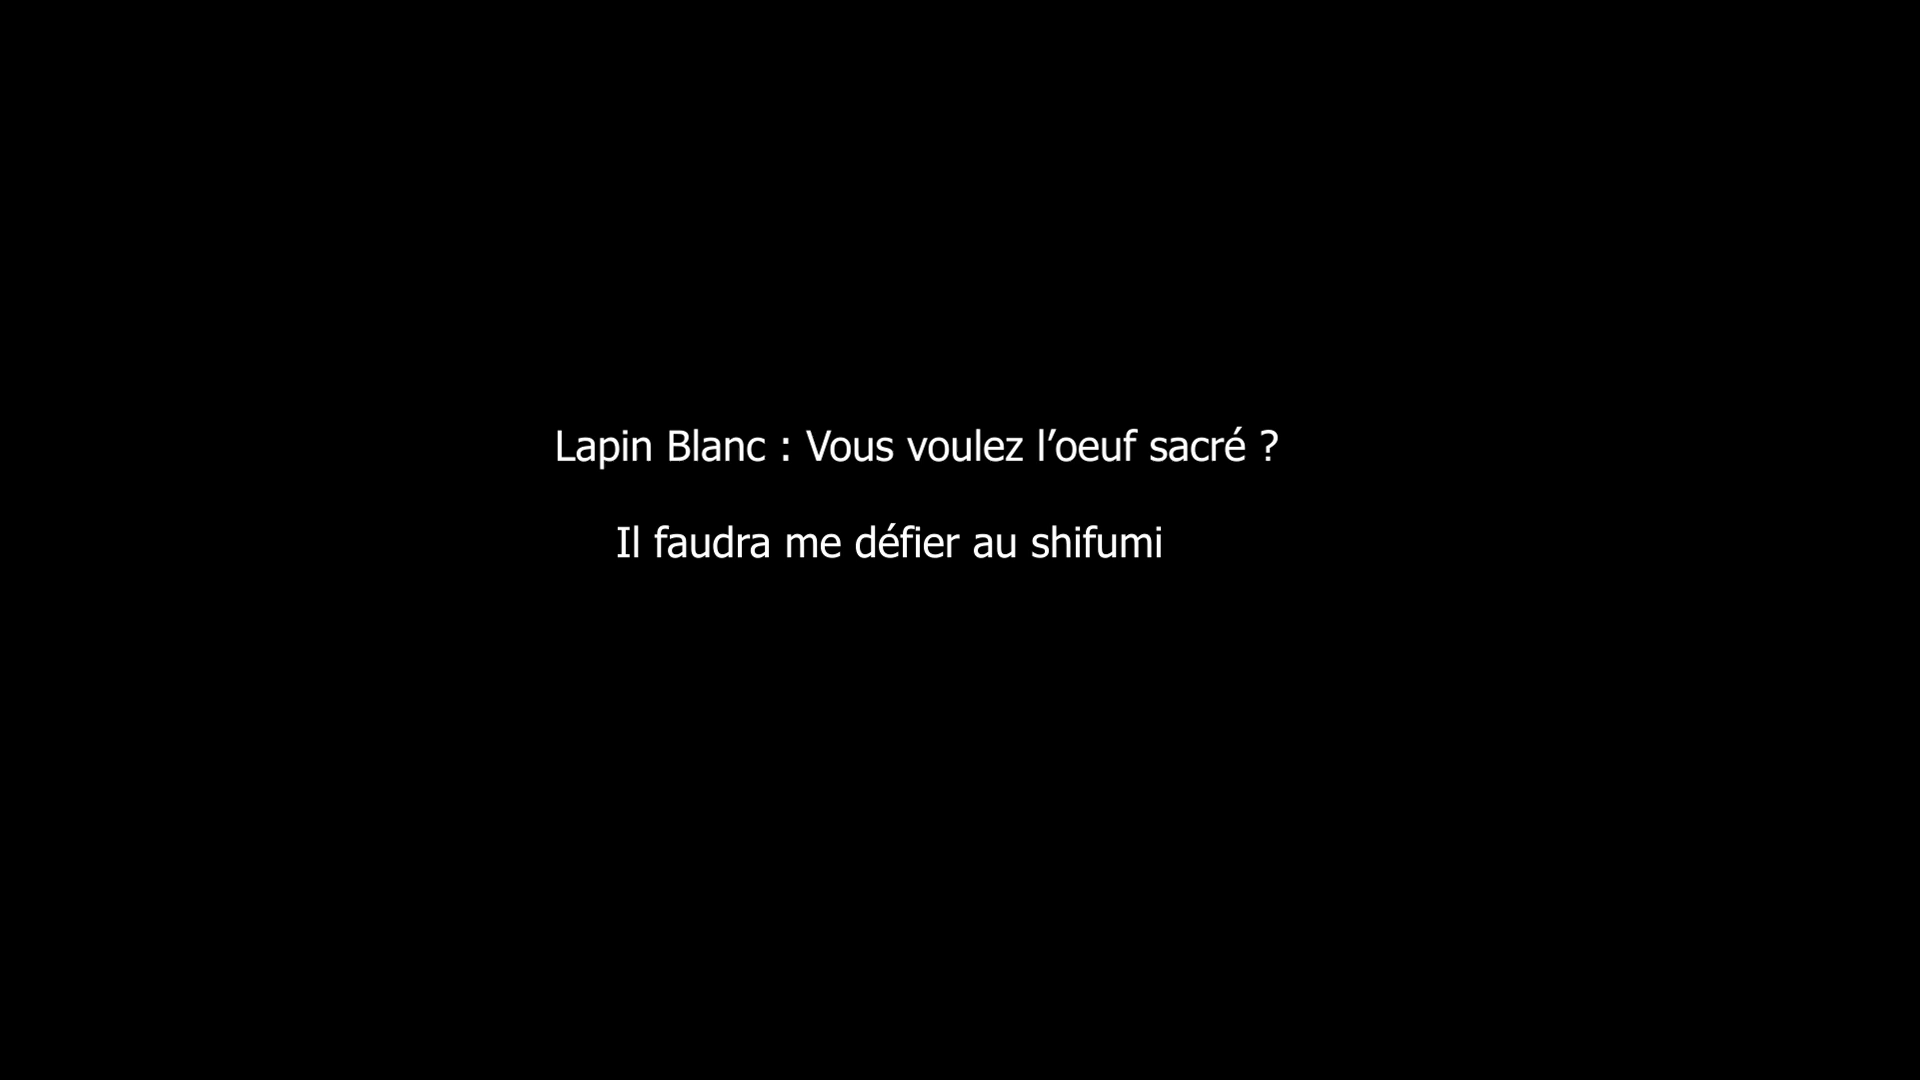 Lapin Blanc : Vous voulez l’oeuf sacré ?
Il faudra me défier au shifumi